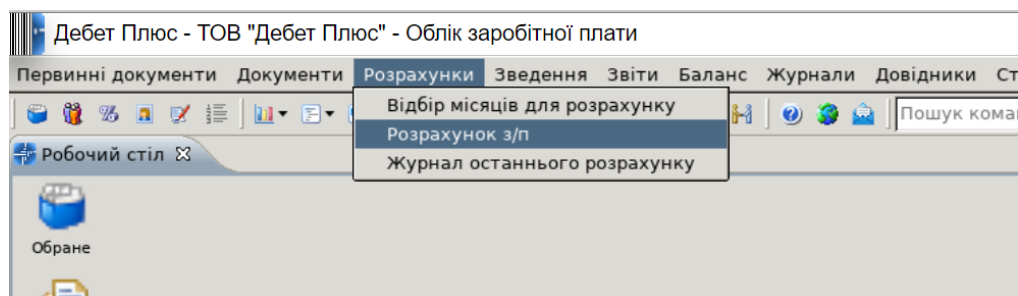 Дебет Плюс - ТОВ "Дебет Плюс" - Облік заробітної плати
Первинні документи Документи Розрахунки Зведення Звіти Баланс Журнали Довідники
Пошук
Відбір місяців для розрахунку
Розрахунок з/п
Журнал останнього розрахунку
Робочий стіл
Обране